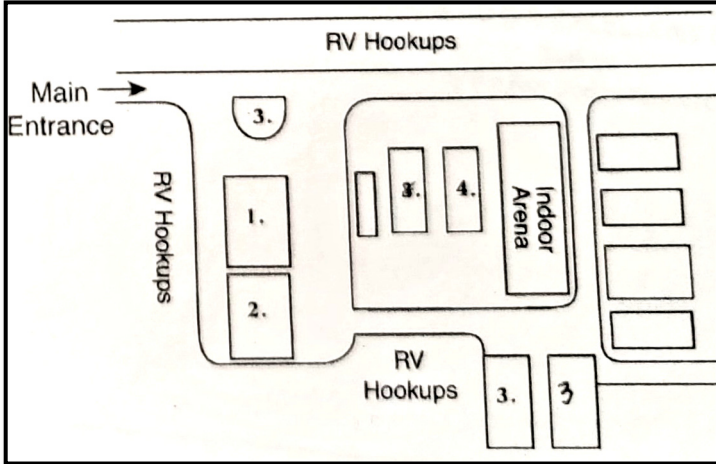 RV Hookups
Main
Entrance
3.
RV Hookups
1.
4.
Indoor
Arena
2.
RV
Hookups
3.
3